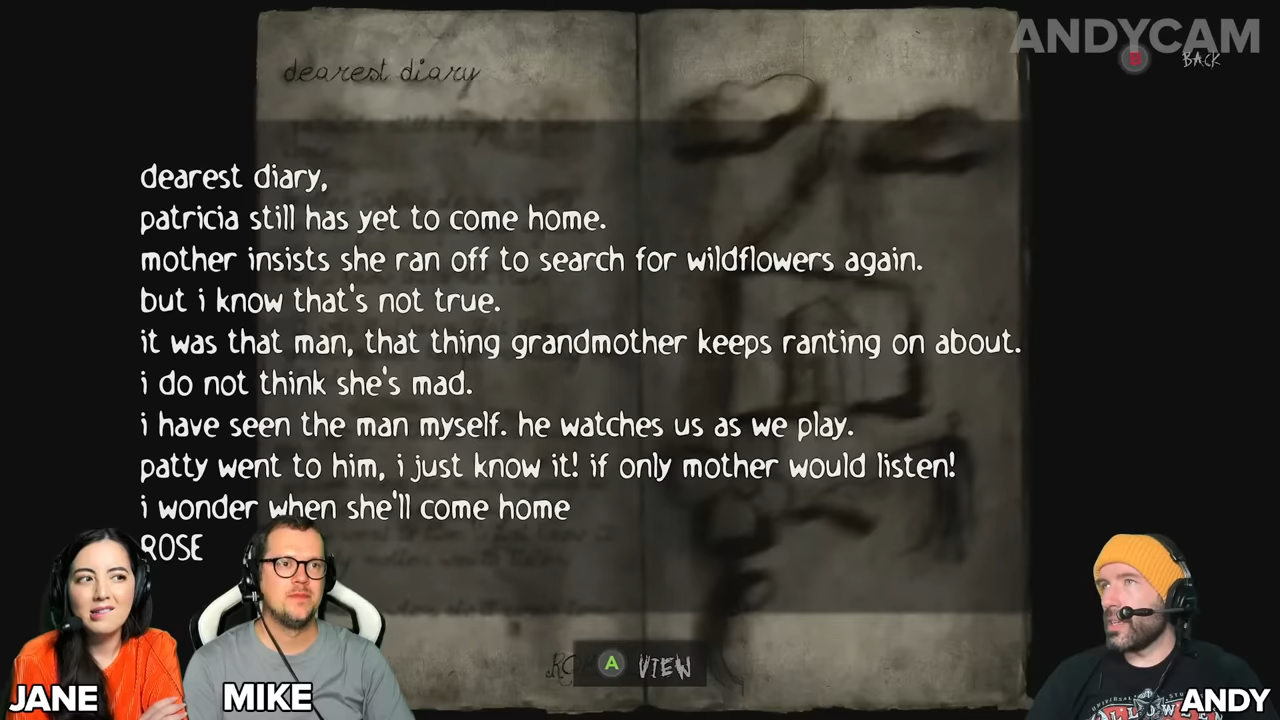 ANDYCAM
B BACK
dearest diary
dearest diary,
patricia still has yet to come home.
mother insists she ran off to search for wildflowers again.
but i know that's not true.
it was that man, that thing grandmother keeps ranting on about.
i do not think she's mad.
i have seen the man myself. he watches us as we play.
patty went to him, i just know it! if only mother would listen!
i wonder when she'll come home
ROSE
A VIEW
JANE
MIKE
ANDY